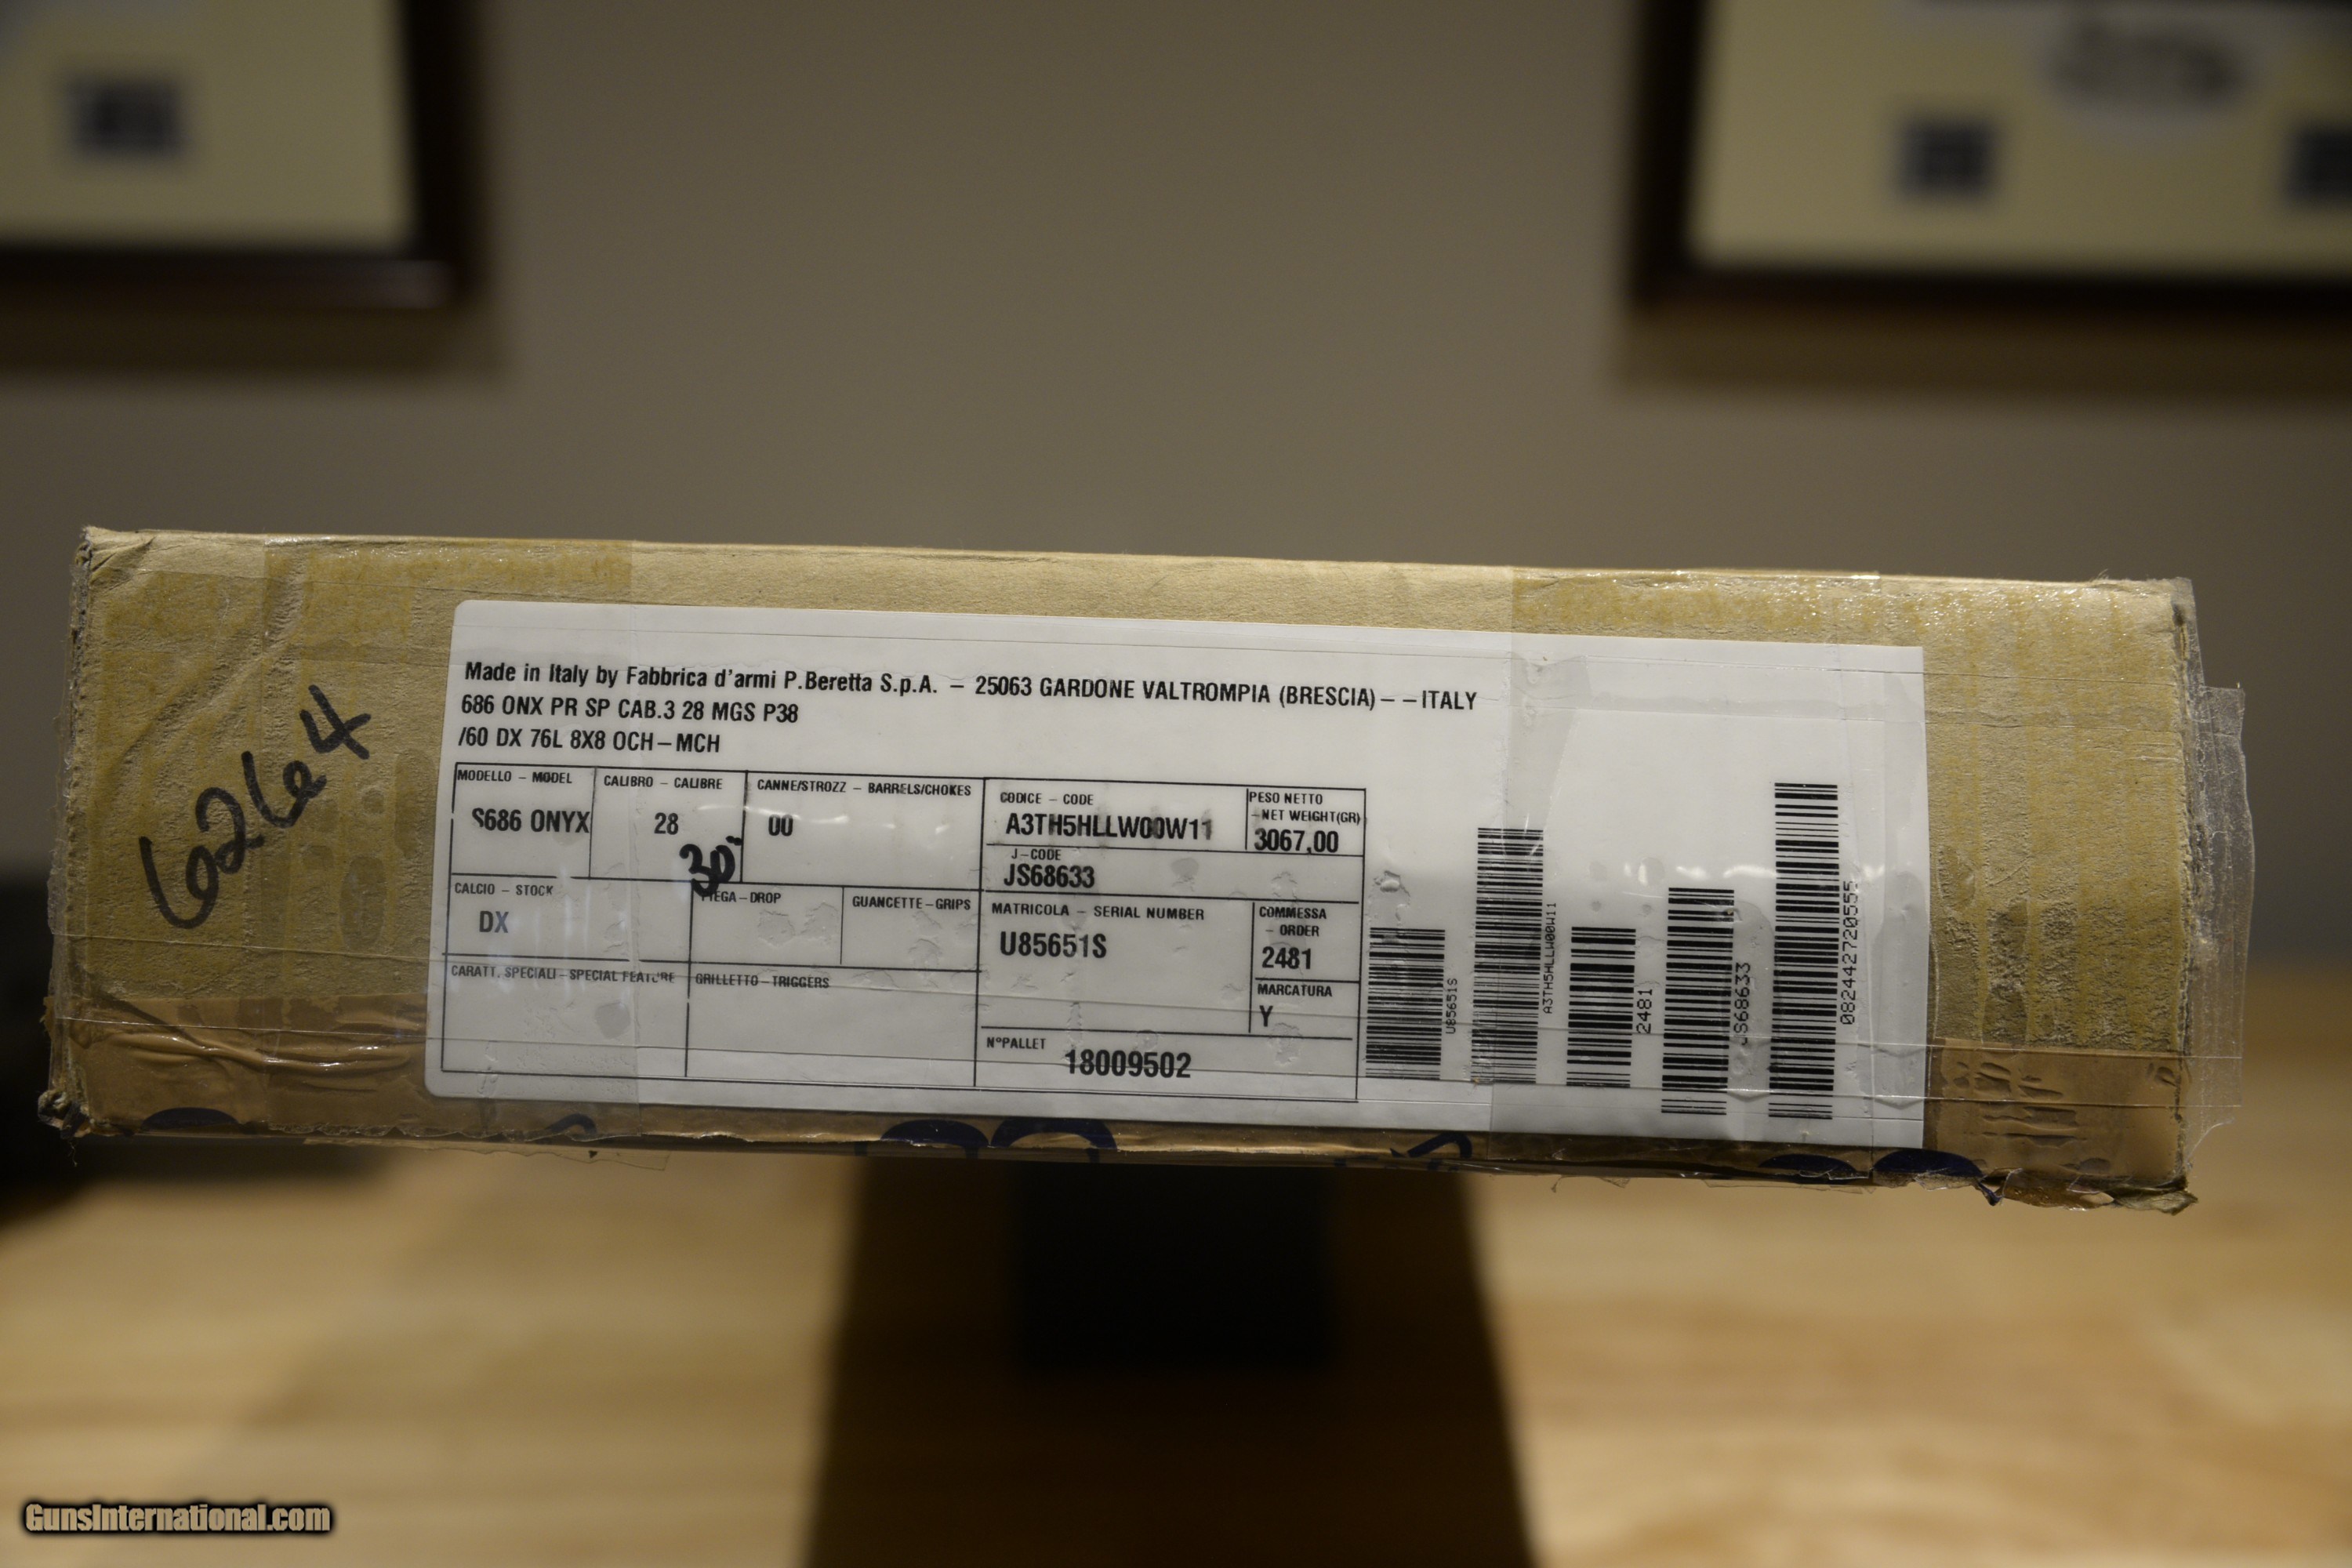 6264
Made in Italy by Fabbrica d'armi P.Beretta S.p.A. – 25063 GARDONE VALTROMPIA (BRESCIA) – – ITALY
686 ONX PR SP CAB.3 28 MGS P38
/60 DX 76L 8X8 OCH – MCH
MODELLO – MODEL
S686 ONYX
CALIBRO – CALIBRE
28
30"
CANNE/STROZZ – BARRELS/CHOKES
00
CODICE – CODE
A3TH5HLLW00W11
PESO NETTO
– NET WEIGHT(GR)
3067,00
J – CODE
JS68633
CALCIO – STOCK
DX
PIEGA – DROP
GUANCETTE – GRIPS
MATRICOLA – SERIAL NUMBER
U85651S
COMMESSA
– ORDER
2481
CARATT. SPECIALI – SPECIAL FEATURE
GRILLETTO – TRIGGERS
MARCATURA
Y
N°PALLET
18009502
U85651S
A3TH5HLLW00W11
2481
JS68633
082442720555
GunsInternational.com